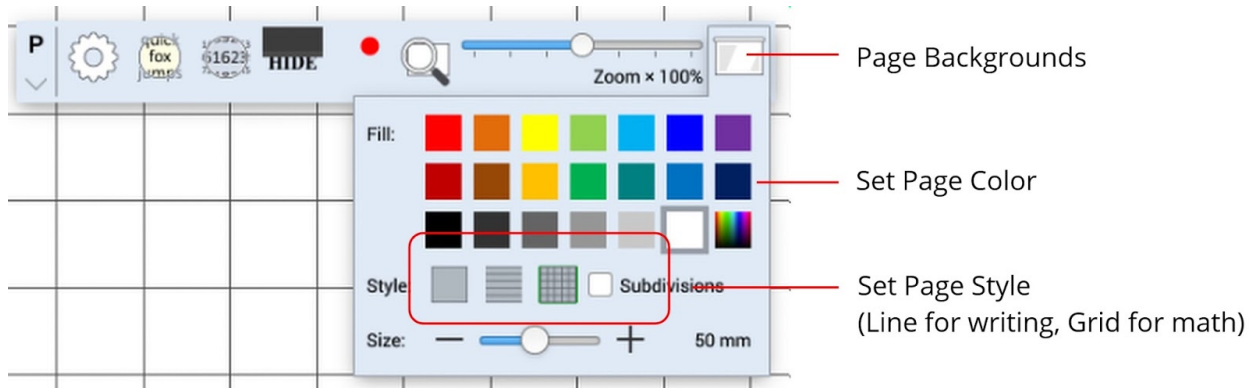 P
quick
fox
jumps
61623
HIDE
Zoom × 100%
Page Backgrounds
Fill:
Set Page Color
Style
Subdivisions
Set Page Style
(Line for writing, Grid for math)
Size:
50 mm